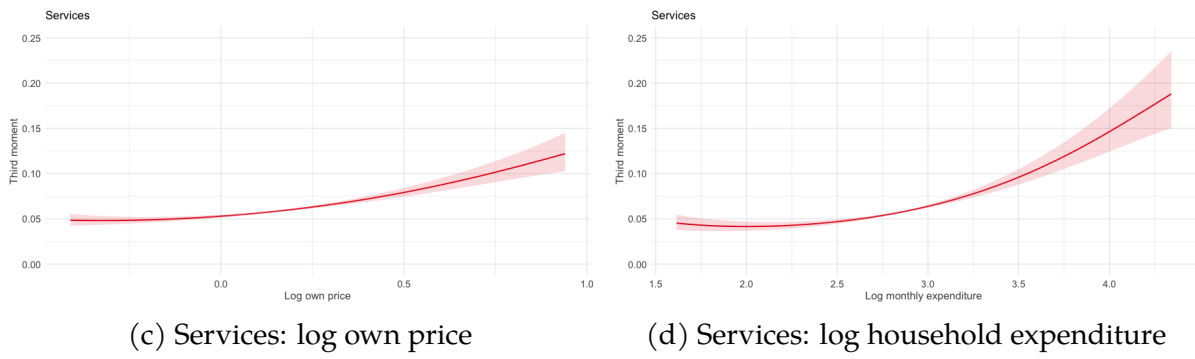 Services
0.25
0.20
0.15
0.10
0.05
0.00
Third moment
0.0
0.5
1.0
Log own price
(c) Services: log own price
Services
0.25
0.20
0.15
0.10
0.05
0.00
Third moment
1.5
2.0
2.5
3.0
3.5
4.0
Log monthly expenditure
(d) Services: log household expenditure